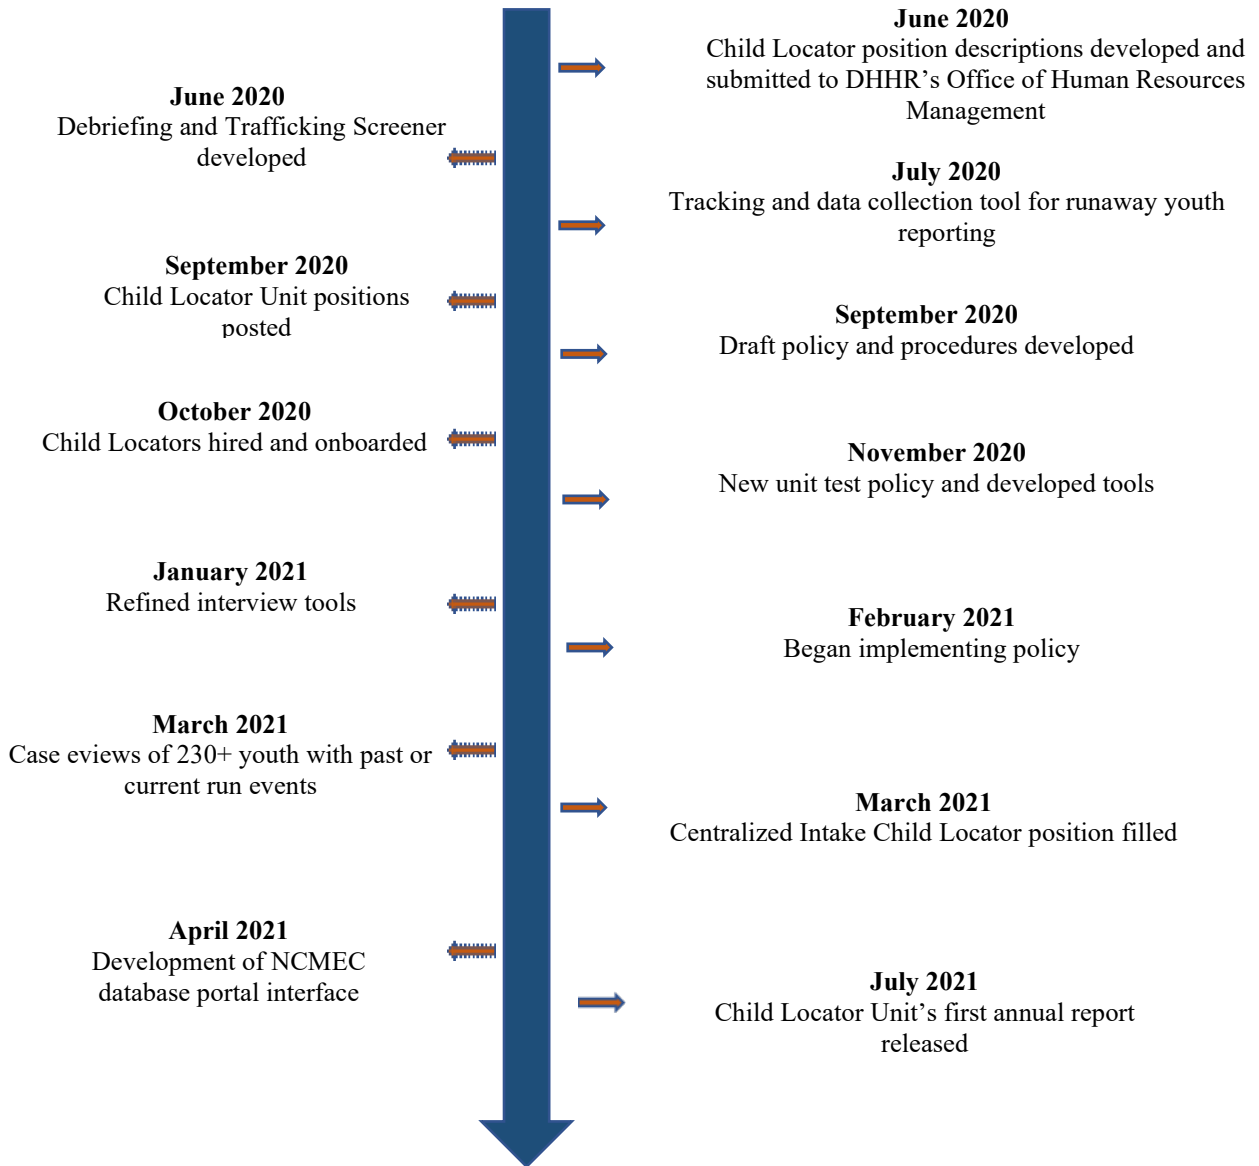 June 2020
Child Locator position descriptions developed and
submitted to DHHR’s Office of Human Resources
Management
June 2020
Debriefing and Trafficking Screener
developed
July 2020
Tracking and data collection tool for runaway youth
reporting
September 2020
Child Locator Unit positions
posted
September 2020
Draft policy and procedures developed
October 2020
Child Locators hired and onboarded
November 2020
New unit test policy and developed tools
January 2021
Refined interview tools
February 2021
Began implementing policy
March 2021
Case eviews of 230+ youth with past or
current run events
March 2021
Centralized Intake Child Locator position filled
April 2021
Development of NCMEC
database portal interface
July 2021
Child Locator Unit’s first annual report
released